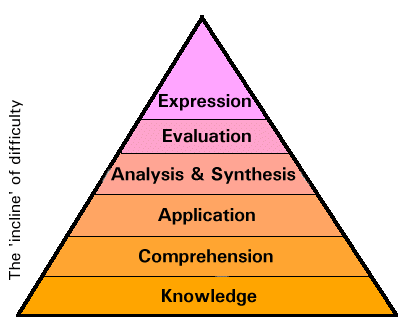 Expression
Evaluation
Analysis & Synthesis
Application
Comprehension
Knowledge
The 'incline' of difficulty